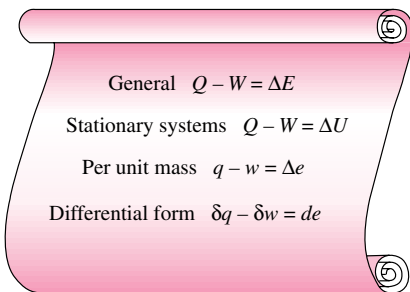 General Q – W = ΔE
Stationary systems Q – W = ΔU
Per unit mass q – w = Δe
Differential form δq – δw = de